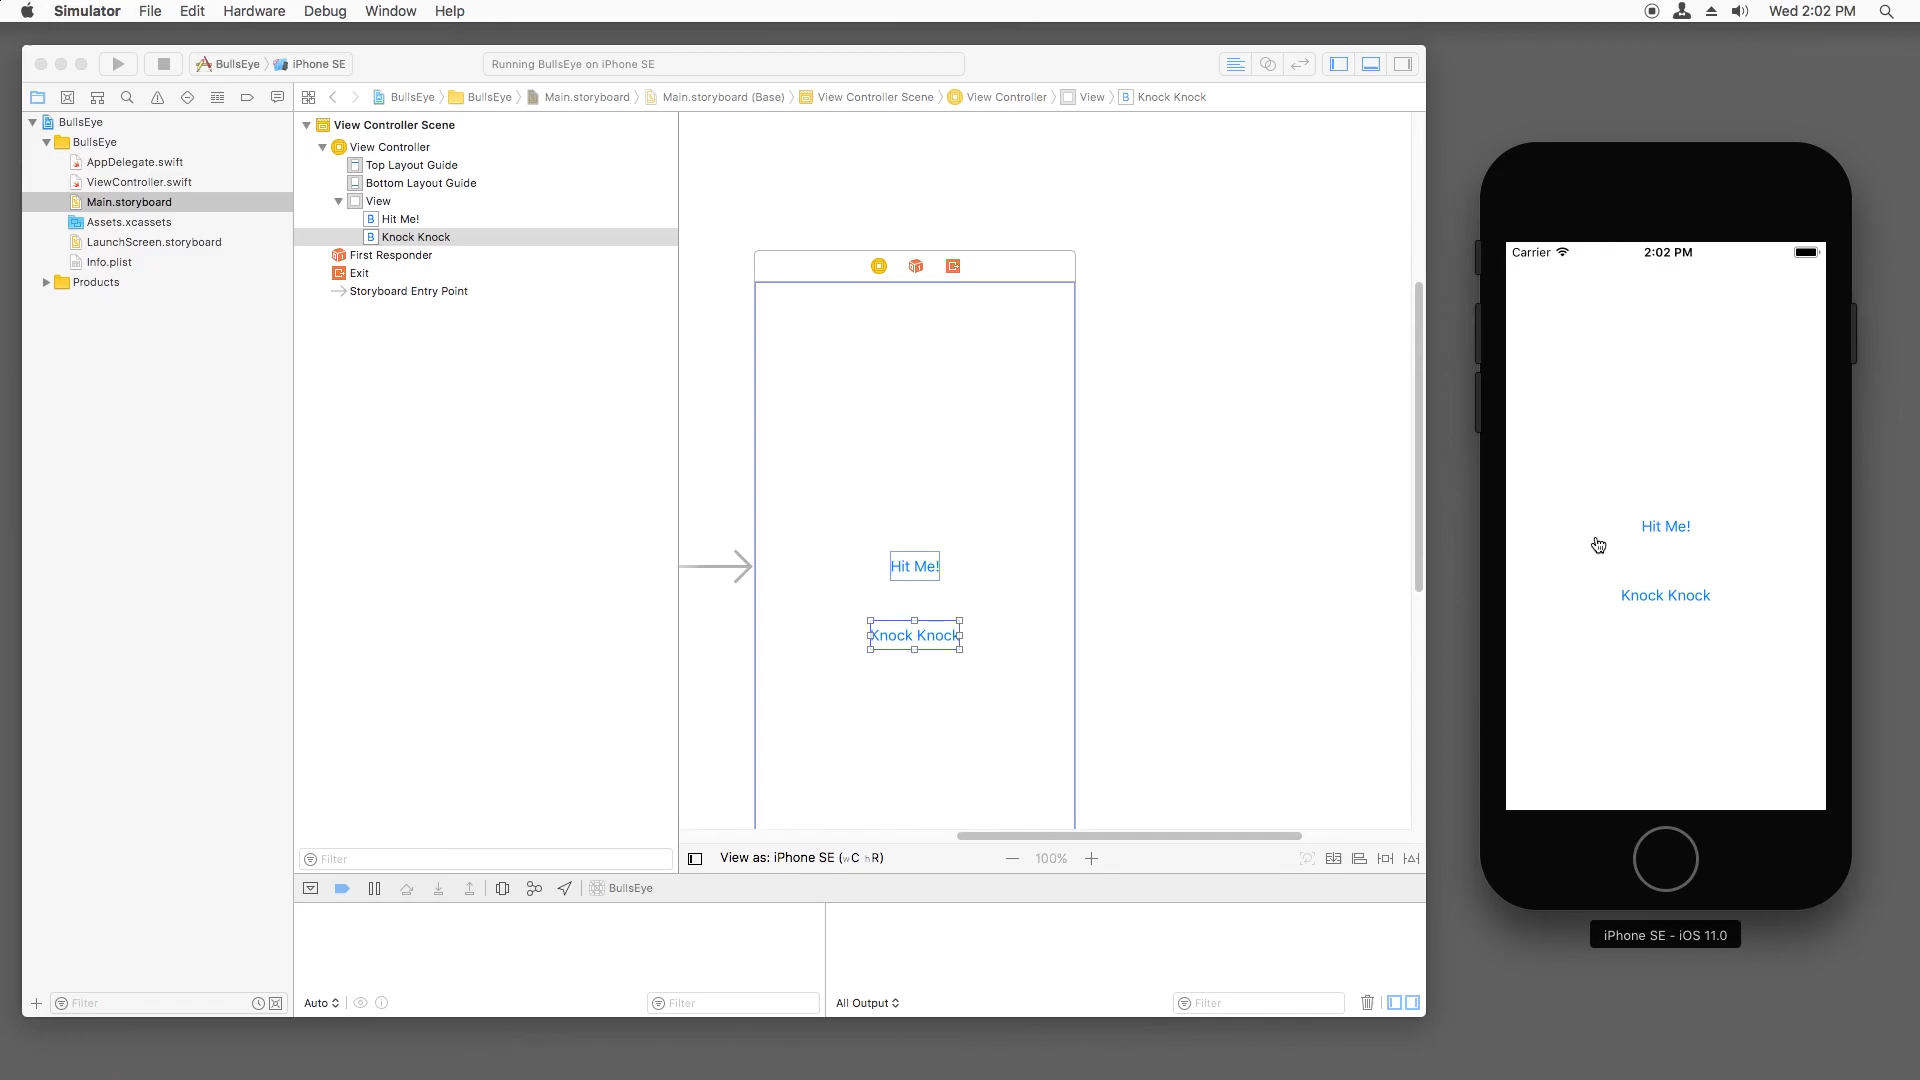 Simulator File Edit Hardware Debug Window Help Wed 2:02 PM
BullsEye iPhone SE Running BullsEye on iPhone SE
BullsEye BullsEye Main.storyboard Main.storyboard (Base) View Controller Scene View Controller View B Knock Knock
BullsEye
BullsEye
AppDelegate.swift
ViewController.swift
Main.storyboard
Assets.xcassets
LaunchScreen.storyboard
Info.plist
Products
Filter
View Controller Scene
View Controller
Top Layout Guide
Bottom Layout Guide
View
B Hit Me!
B Knock Knock
First Responder
Exit
Storyboard Entry Point
Filter
Hit Me!
Knock Knock
View as: iPhone SE (wC hR) 100%
BullsEye
Auto Filter
All Output Filter
Carrier 2:02 PM
Hit Me!
Knock Knock
iPhone SE - iOS 11.0